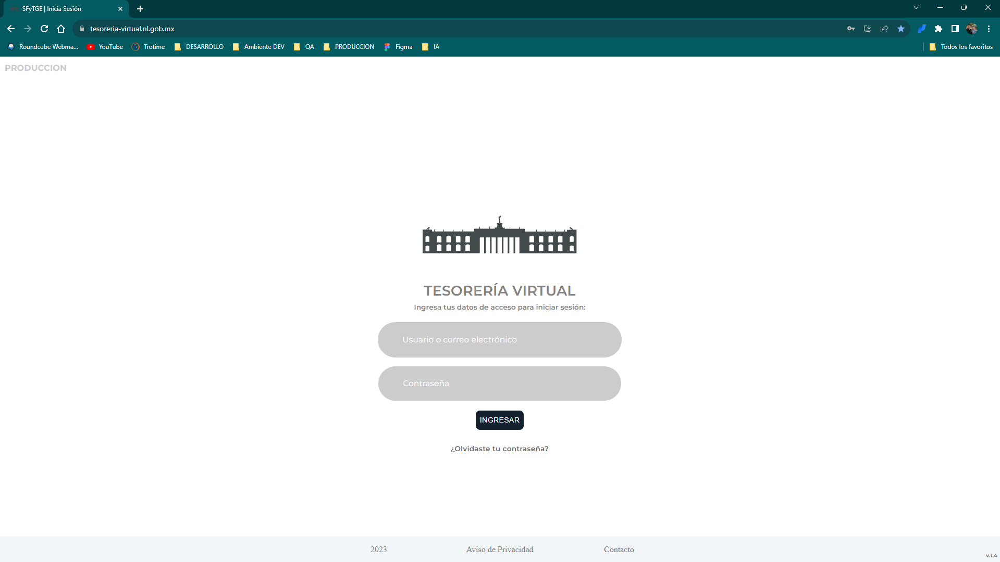 SFyTGE | Inicia Sesión
tesoreria-virtual.nl.gob.mx
Roundcube Webma... YouTube Trotime DESARROLLO Ambiente DEV QA PRODUCCION Figma IA Todos los favoritos
PRODUCCION
TESORERÍA VIRTUAL
Ingresa tus datos de acceso para iniciar sesión:
Usuario o correo electrónico
Contraseña
INGRESAR
¿Olvidaste tu contraseña?
2023 Aviso de Privacidad Contacto
v.1.4